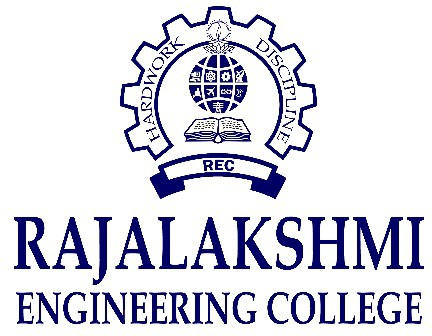 HARDWORK DISCIPLINE
REC
RAJALAKSHMI
ENGINEERING COLLEGE